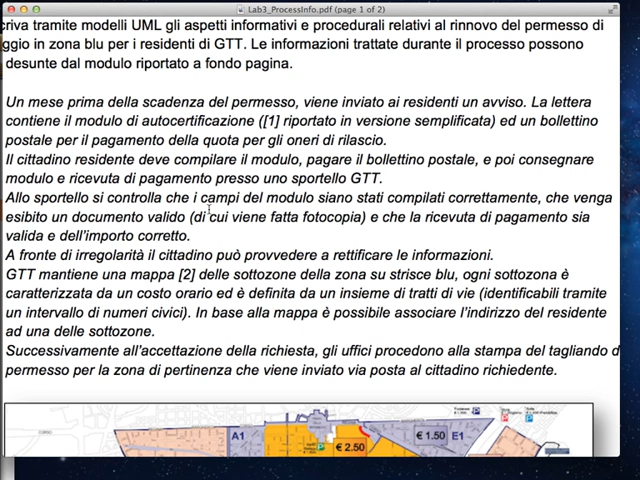 Lab3_ProcessInfo.pdf (page 1 of 2)
criva tramite modelli UML gli aspetti informativi e procedurali relativi al rinnovo del permesso di
ggio in zona blu per i residenti di GTT. Le informazioni trattate durante il processo possono
desunte dal modulo riportato a fondo pagina.
Un mese prima della scadenza del permesso, viene inviato ai residenti un avviso. La lettera
contiene il modulo di autocertificazione ([1] riportato in versione semplificata) ed un bollettino
postale per il pagamento della quota per gli oneri di rilascio.
Il cittadino residente deve compilare il modulo, pagare il bollettino postale, e poi consegnare
modulo e ricevuta di pagamento presso uno sportello GTT.
Allo sportello si controlla che i campi del modulo siano stati compilati correttamente, che venga
esibito un documento valido (di cui viene fatta fotocopia) e che la ricevuta di pagamento sia
valida e dell'importo corretto.
A fronte di irregolarità il cittadino può provvedere a rettificare le informazioni.
GTT mantiene una mappa [2] delle sottozone della zona su strisce blu, ogni sottozona è
caratterizzata da un costo orario ed è definita da un insieme di tratti di vie (identificabili tramite
un intervallo di numeri civici). In base alla mappa è possibile associare l'indirizzo del residente
ad una delle sottozone.
Successivamente all'accettazione della richiesta, gli uffici procedono alla stampa del tagliando d
permesso per la zona di pertinenza che viene inviato via posta al cittadino richiedente.
A1
€ 2.50
€ 1.50
E1